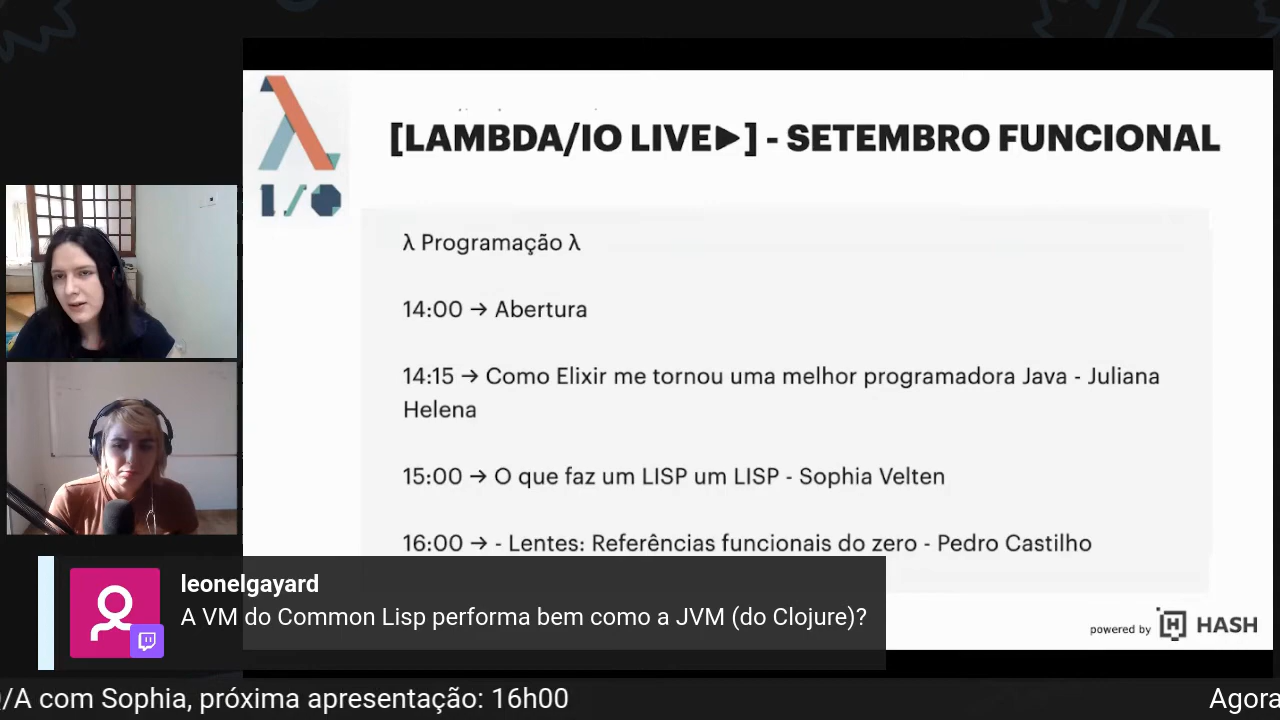 I/O
[LAMBDA/IO LIVE▶] - SETEMBRO FUNCIONAL
λ Programação λ
14:00 → Abertura
14:15 → Como Elixir me tornou uma melhor programadora Java - Juliana
Helena
15:00 → O que faz um LISP um LISP - Sophia Velten
16:00 → - Lentes: Referências funcionais do zero - Pedro Castilho
leonelgayard
A VM do Common Lisp performa bem como a JVM (do Clojure)?
powered by HASH
/A com Sophia, próxima apresentação: 16h00
Agora